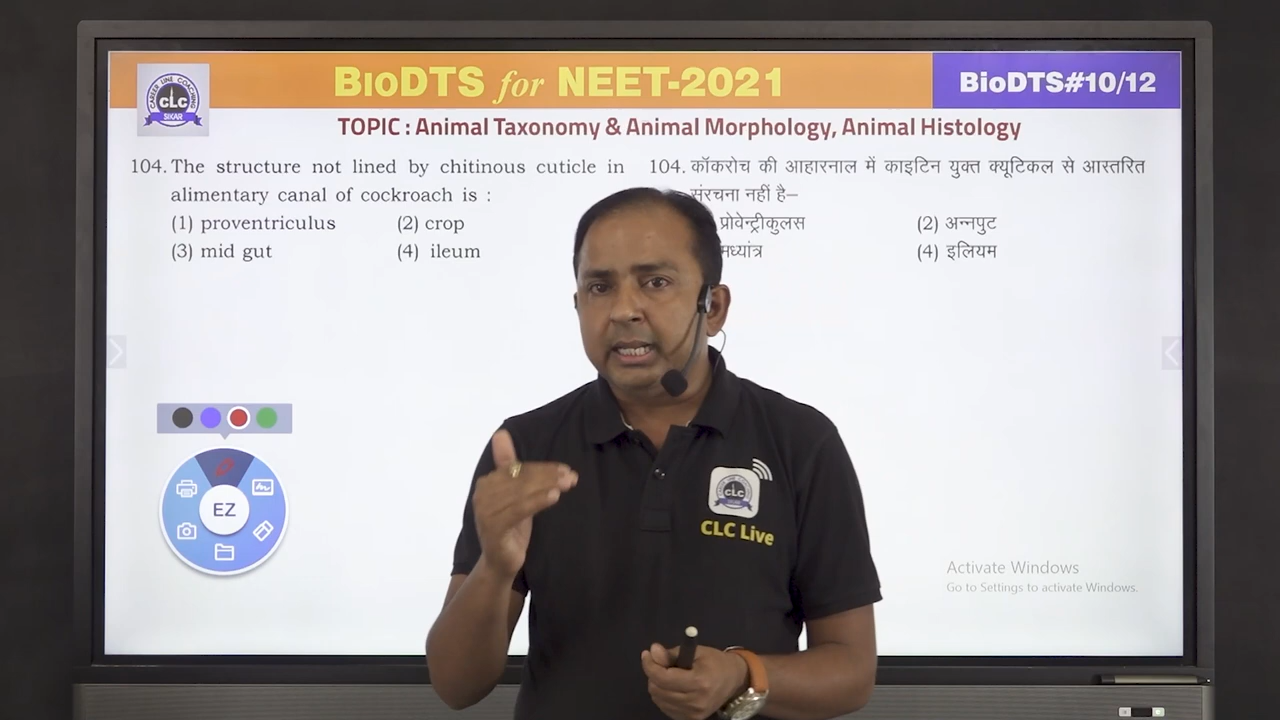 BIODTS for NEET-2021
BioDTS#10/12
CAREER LINE COACHING
CLC
SIKAR
TOPIC : Animal Taxonomy & Animal Morphology, Animal Histology
104. The structure not lined by chitinous cuticle in
alimentary canal of cockroach is :
(1) proventriculus (2) crop
(3) mid gut (4) ileum
104. कॉकरोच की आहारनाल में काइटिन युक्त क्यूटिकल से आस्तरित
संरचना नहीं है–
प्रोवेन्ट्रीकुलस (2) अन्नपुट
मध्यांत्र (4) इलियम
EZ
CLC
CLC Live
Activate Windows
Go to Settings to activate Windows.